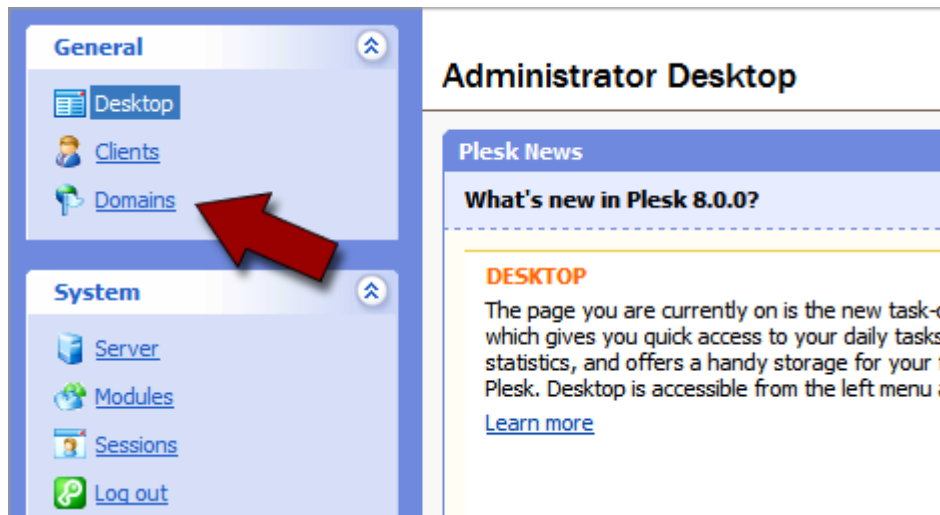 General
Desktop
Clients
Domains
System
Server
Modules
Sessions
Log out
Administrator Desktop
Plesk News
What's new in Plesk 8.0.0?
DESKTOP
The page you are currently on is the new task-
which gives you quick access to your daily tasks
statistics, and offers a handy storage for your
Plesk. Desktop is accessible from the left menu
Learn more